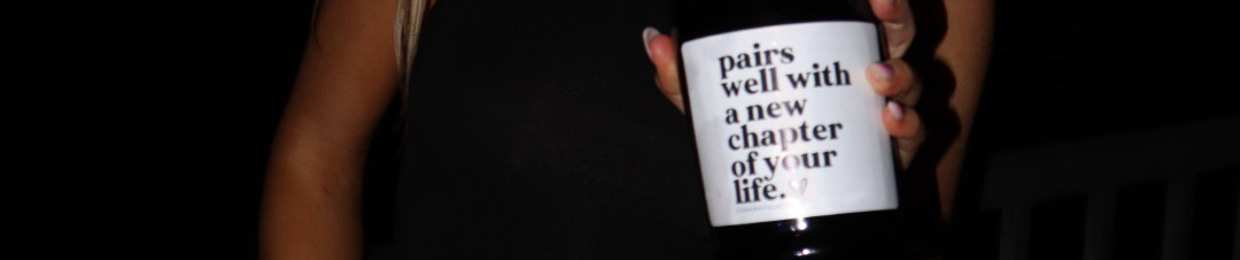 pairs
well with
a new
chapter
of your
life.